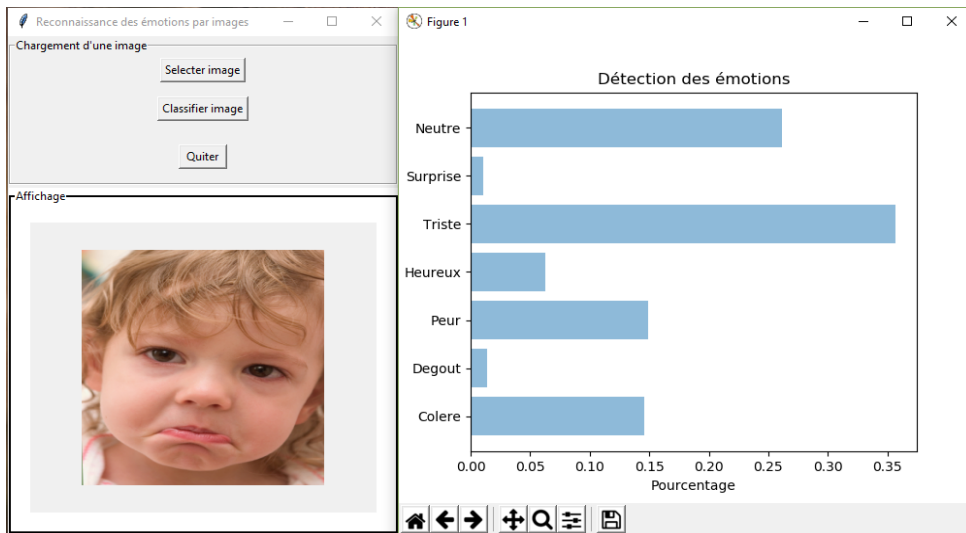 Reconnaissance des émotions par images
Chargement d'une image
Selecter image
Classifier image
Quiter
Affichage
Figure 1
Détection des émotions
Neutre
Surprise
Triste
Heureux
Peur
Degout
Colere
0.00 0.05 0.10 0.15 0.20 0.25 0.30 0.35
Pourcentage